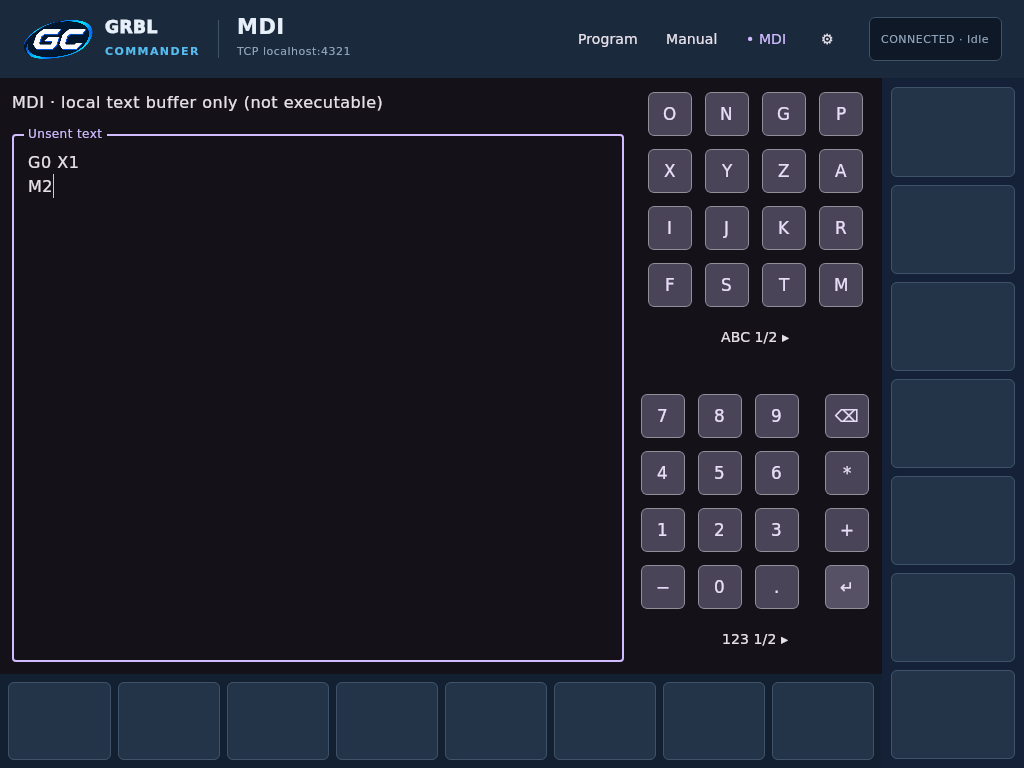 GC
GRBL
COMMANDER
MDI
TCP localhost:4321
Program
Manual
• MDI
⚙
CONNECTED · Idle
MDI · local text buffer only (not executable)
Unsent text
G0 X1
M2
O N G P
X Y Z A
I J K R
F S T M
ABC 1/2 ▸
7 8 9 ⌫
4 5 6 *
1 2 3 +
− 0 . ↵
123 1/2 ▸